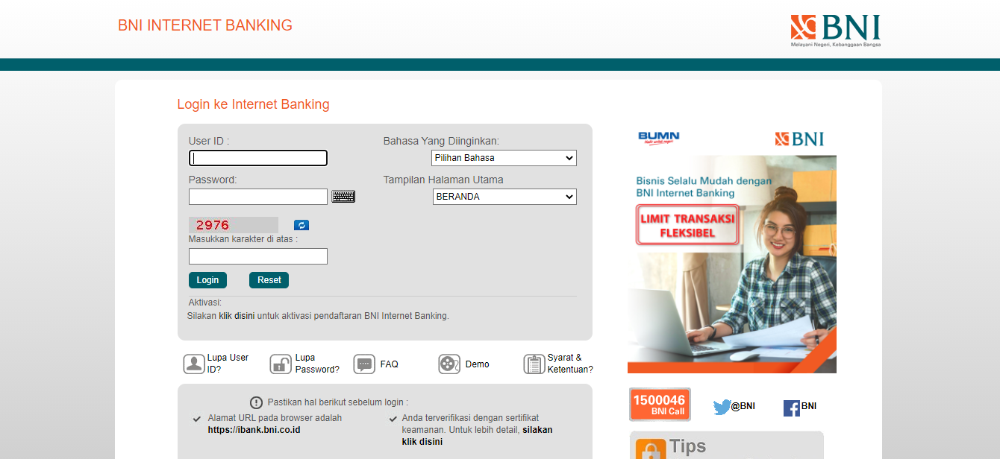 BNI INTERNET BANKING
BNI
Melayani Negeri, Kebanggaan Bangsa
Login ke Internet Banking
User ID :
Bahasa Yang Diinginkan:
Pilihan Bahasa
Password:
Tampilan Halaman Utama
BERANDA
2976
Masukkan karakter di atas :
Login
Reset
Aktivasi:
Silakan klik disini untuk aktivasi pendaftaran BNI Internet Banking.
Lupa User
ID?
Lupa
Password?
FAQ
Demo
Syarat &
Ketentuan?
Pastikan hal berikut sebelum login :
Alamat URL pada browser adalah
https://ibank.bni.co.id
Anda terverifikasi dengan sertifikat
keamanan. Untuk lebih detail, silakan
klik disini
BUMN
BNI
Bisnis Selalu Mudah dengan
BNI Internet Banking
LIMIT TRANSAKSI
FLEKSIBEL
1500046
BNI Call
@BNI
BNI
Tips